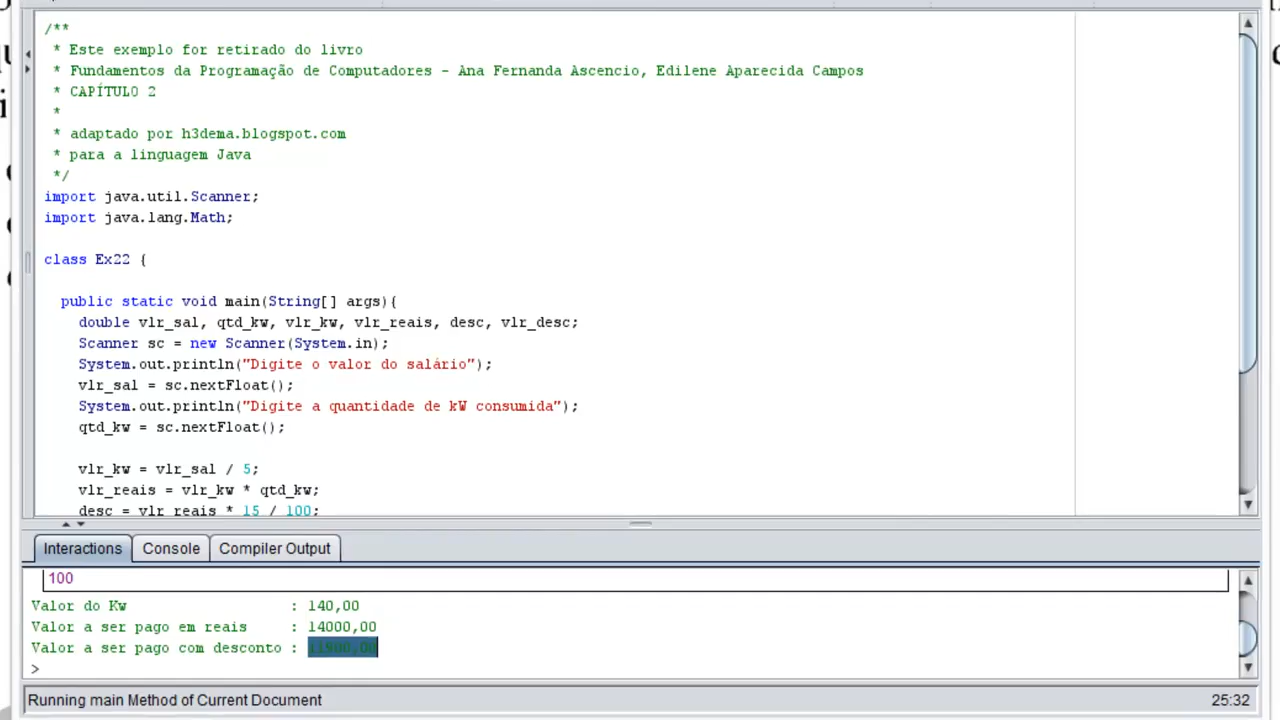 /**
* Este exemplo for retirado do livro
* Fundamentos da Programação de Computadores - Ana Fernanda Ascencio, Edilene Aparecida Campos
* CAPÍTULO 2
*
* adaptado por h3dema.blogspot.com
* para a linguagem Java
*/
import java.util.Scanner;
import java.lang.Math;
class Ex22 {
public static void main(String[] args){
double vlr_sal, qtd_kw, vlr_kw, vlr_reais, desc, vlr_desc;
Scanner sc = new Scanner(System.in);
System.out.println("Digite o valor do salário");
vlr_sal = sc.nextFloat();
System.out.println("Digite a quantidade de kW consumida");
qtd_kw = sc.nextFloat();
vlr_kw = vlr_sal / 5;
vlr_reais = vlr_kw * qtd_kw;
desc = vlr_reais * 15 / 100;
Interactions Console Compiler Output
100
Valor do Kw : 140,00
Valor a ser pago em reais : 14000,00
Valor a ser pago com desconto : 11900,00
>
Running main Method of Current Document 25:32